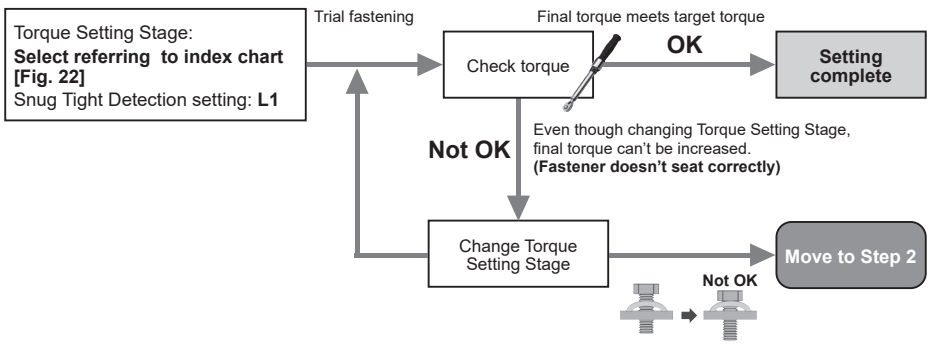 Torque Setting Stage:
Select referring to index chart
[Fig. 22]
Snug Tight Detection setting: L1
Trial fastening
Check torque
Final torque meets target torque
OK
Setting
complete
Not OK
Even though changing Torque Setting Stage,
final torque can't be increased.
(Fastener doesn't seat correctly)
Change Torque
Setting Stage
Move to Step 2
Not OK